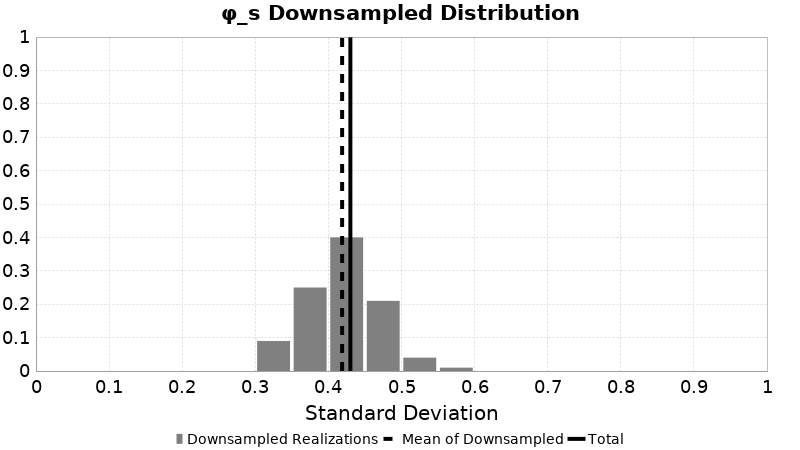 φ_s Downsampled Distribution
1
0.9
0.8
0.7
0.6
0.5
0.4
0.3
0.2
0.1
0
0 0.1 0.2 0.3 0.4 0.5 0.6 0.7 0.8 0.9 1
Standard Deviation
Downsampled Realizations Mean of Downsampled Total